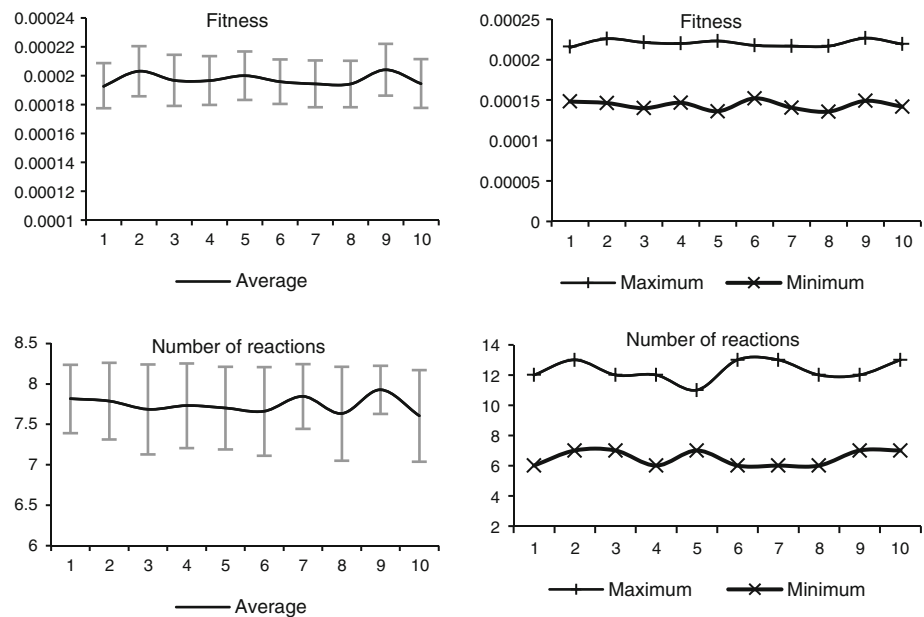 Fitness
0.00024
0.00022
0.0002
0.00018
0.00016
0.00014
0.00012
0.0001
1 2 3 4 5 6 7 8 9 10
Average
Fitness
0.00025
0.0002
0.00015
0.0001
0.00005
0
1 2 3 4 5 6 7 8 9 10
Maximum Minimum
Number of reactions
8.5
8
7.5
7
6.5
6
1 2 3 4 5 6 7 8 9 10
Average
Number of reactions
14
12
10
8
6
4
2
1 2 3 4 5 6 7 8 9 10
Maximum Minimum